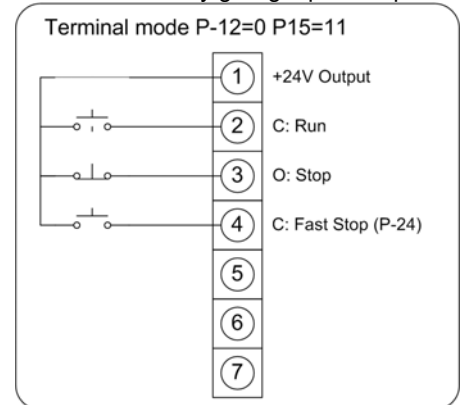 Terminal mode P-12=0 P15=11
1 +24V Output
2 C: Run
3 O: Stop
4 C: Fast Stop (P-24)
5
6
7